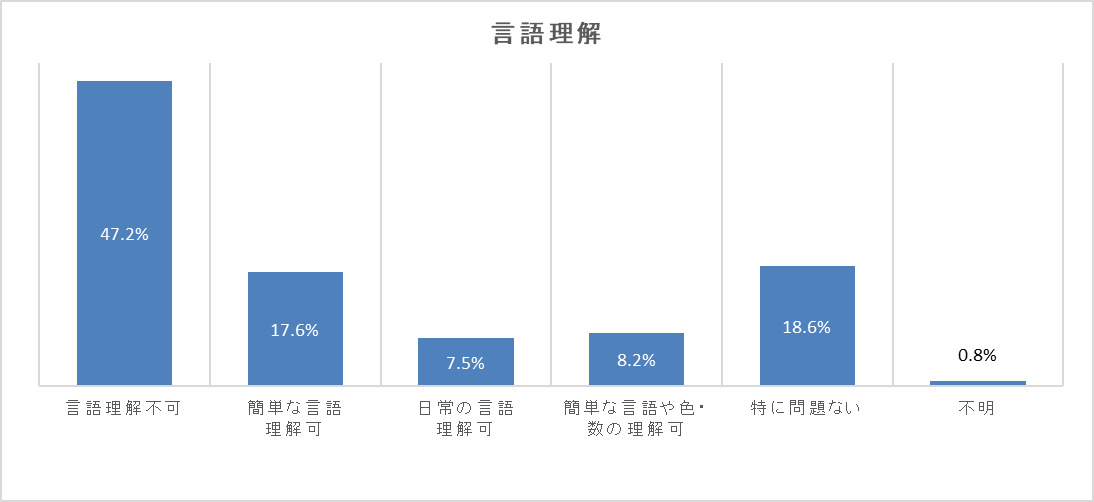 言語理解
47.2%
17.6%
7.5%
8.2%
18.6%
0.8%
言語理解不可
簡単な言語
理解可
日常の言語
理解可
簡単な言語や色・
数の理解可
特に問題ない
不明